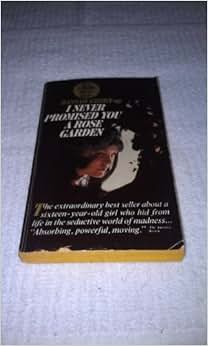 I NEVER
PROMISED YOU
A ROSE
GARDEN
The extraordinary best seller about a
sixteen-year-old girl who hid from
life in the seductive world of madness...
"Absorbing, powerful, moving."